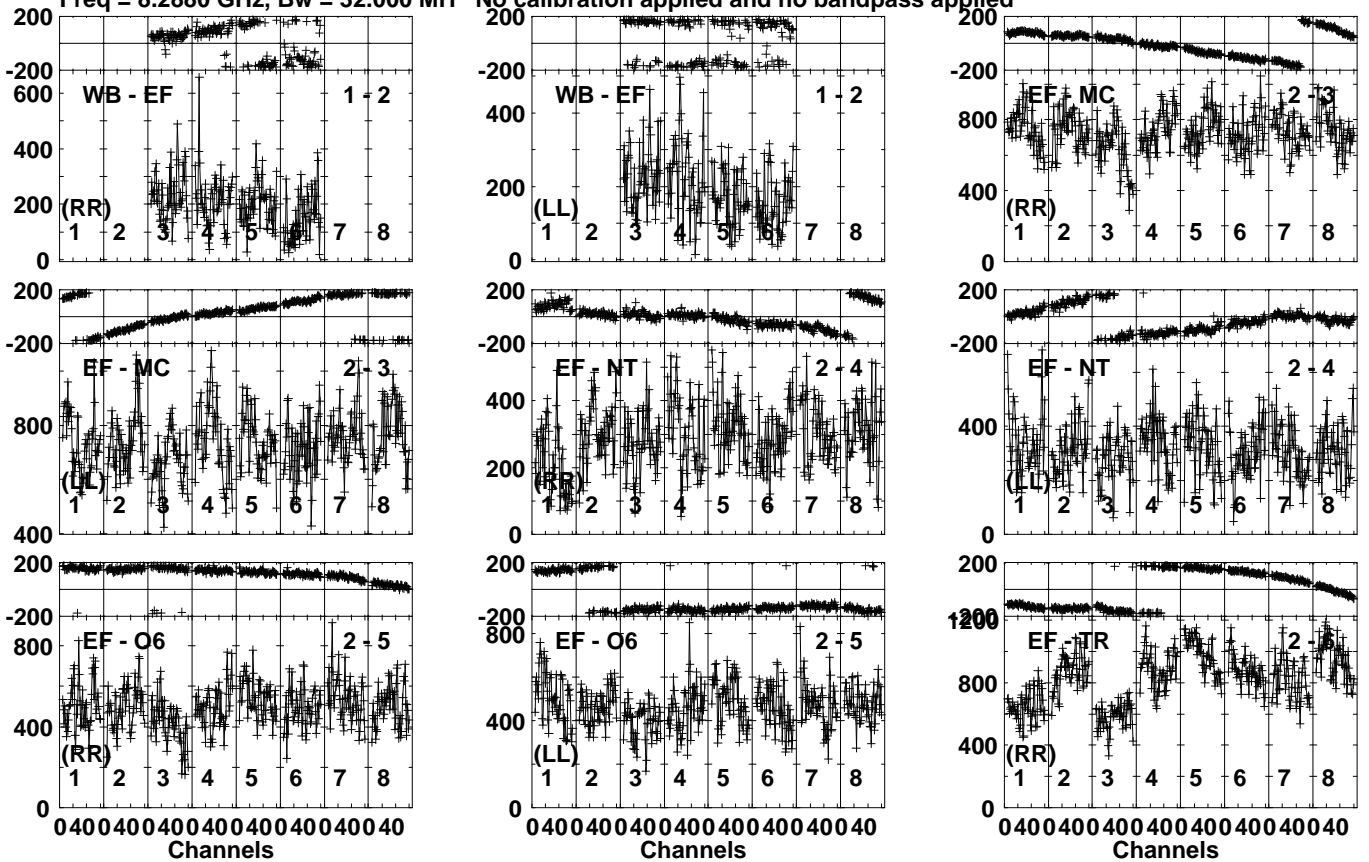 Freq = 8.2880 GHz, Bw = 32.000 MH No calibration applied and no bandpass applied
200 200 200
-200 -200 -200
WB - EF 1 - 2 WB - EF 1 - 2 EF - MC 2 - 3
600
400 400 800
400
200 200 400
(RR) (LL) (RR)
1 2 3 4 5 6 7 8 1 2 3 4 5 6 7 8 1 2 3 4 5 6 7 8
0 0 0
200 200 200
-200 -200 -200
EF - MC 2 - 3 EF - NT 2 - 4 EF - NT 2 - 4
800 400 400
200
(LL) (RR) (LL)
1 2 3 4 5 6 7 8 1 2 3 4 5 6 7 8 1 2 3 4 5 6 7 8
400 0 0
200 200 200
-200 -200 -200
1200
EF - O6 2 - 5 EF - O6 2 - 5 EF - TR 2 - 6
800 800 800
400 400 400
(RR) (LL) (RR)
1 2 3 4 5 6 7 8 1 2 3 4 5 6 7 8 1 2 3 4 5 6 7 8
0 0 0
0 40 0 40 0 40 0 40 0 40 0 40 0 40 0 40 0 40 0 40 0 40 0 40 0 40 0 40 0 40 0 40 0 40 0 40 0 40 0 40 0 40 0 40 0 40 0 40
Channels Channels Channels